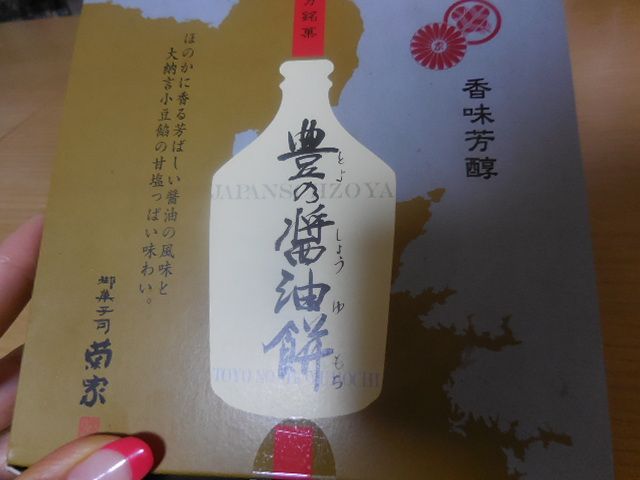 銘菓
香味芳醇
豊の醤油餅
とよ しょう ゆ もち
JAPANS
ZOYA
TOYO NO
MOCHI
ほのかに香る芳ばしい醤油の風味と
大納言小豆餡の甘塩っぱい味わい。
御菓子司 菊家